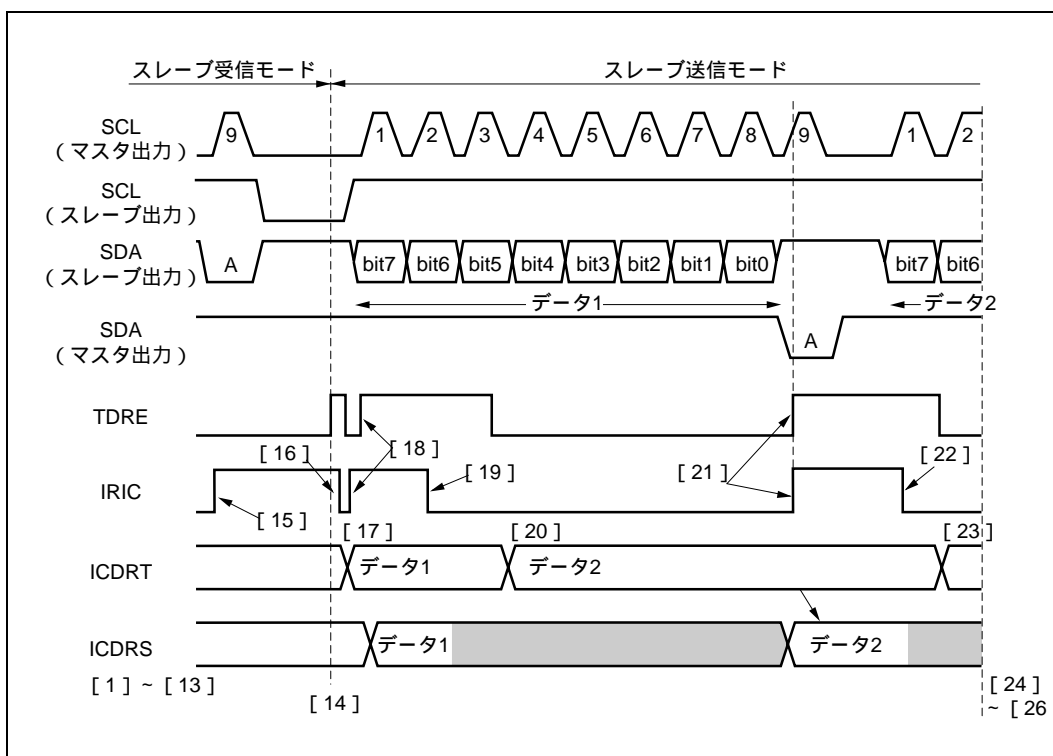 スレーブ受信モード スレーブ送信モード
SCL
(マスタ出力)
9 1 2 3 4 5 6 7 8 9 1 2
SCL
(スレーブ出力)
SDA
(スレーブ出力)
A bit7 bit6 bit5 bit4 bit3 bit2 bit1 bit0 bit7 bit6
データ1 データ2
SDA
(マスタ出力)
A
TDRE
[16] [18] [21] [22]
IRIC
[15] [19]
[17] [20] [23]
ICDRT
データ1 データ2
ICDRS
データ1 データ2
[1] ~ [13]
[14]
[24]
~ [26